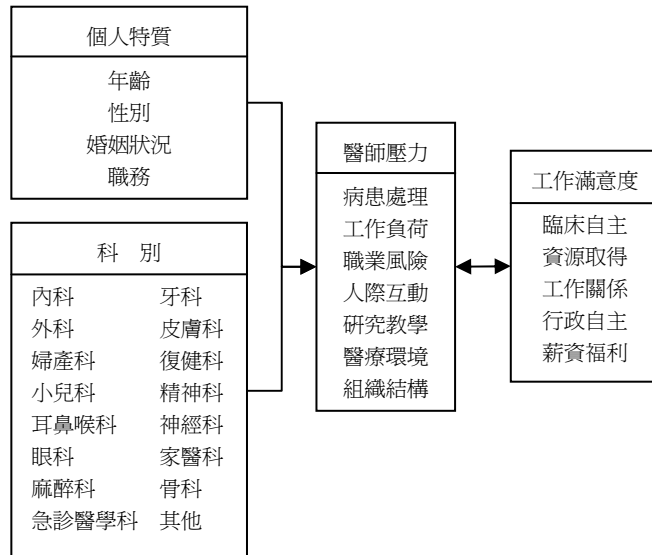 個人特質
年齡
性別
婚姻狀況
職務
科 別
內科 牙科
外科 皮膚科
婦產科 復健科
小兒科 精神科
耳鼻喉科 神經科
眼科 家醫科
麻醉科 骨科
急診醫學科 其他
醫師壓力
病患處理
工作負荷
職業風險
人際互動
研究教學
醫療環境
組織結構
工作滿意度
臨床自主
資源取得
工作關係
行政自主
薪資福利